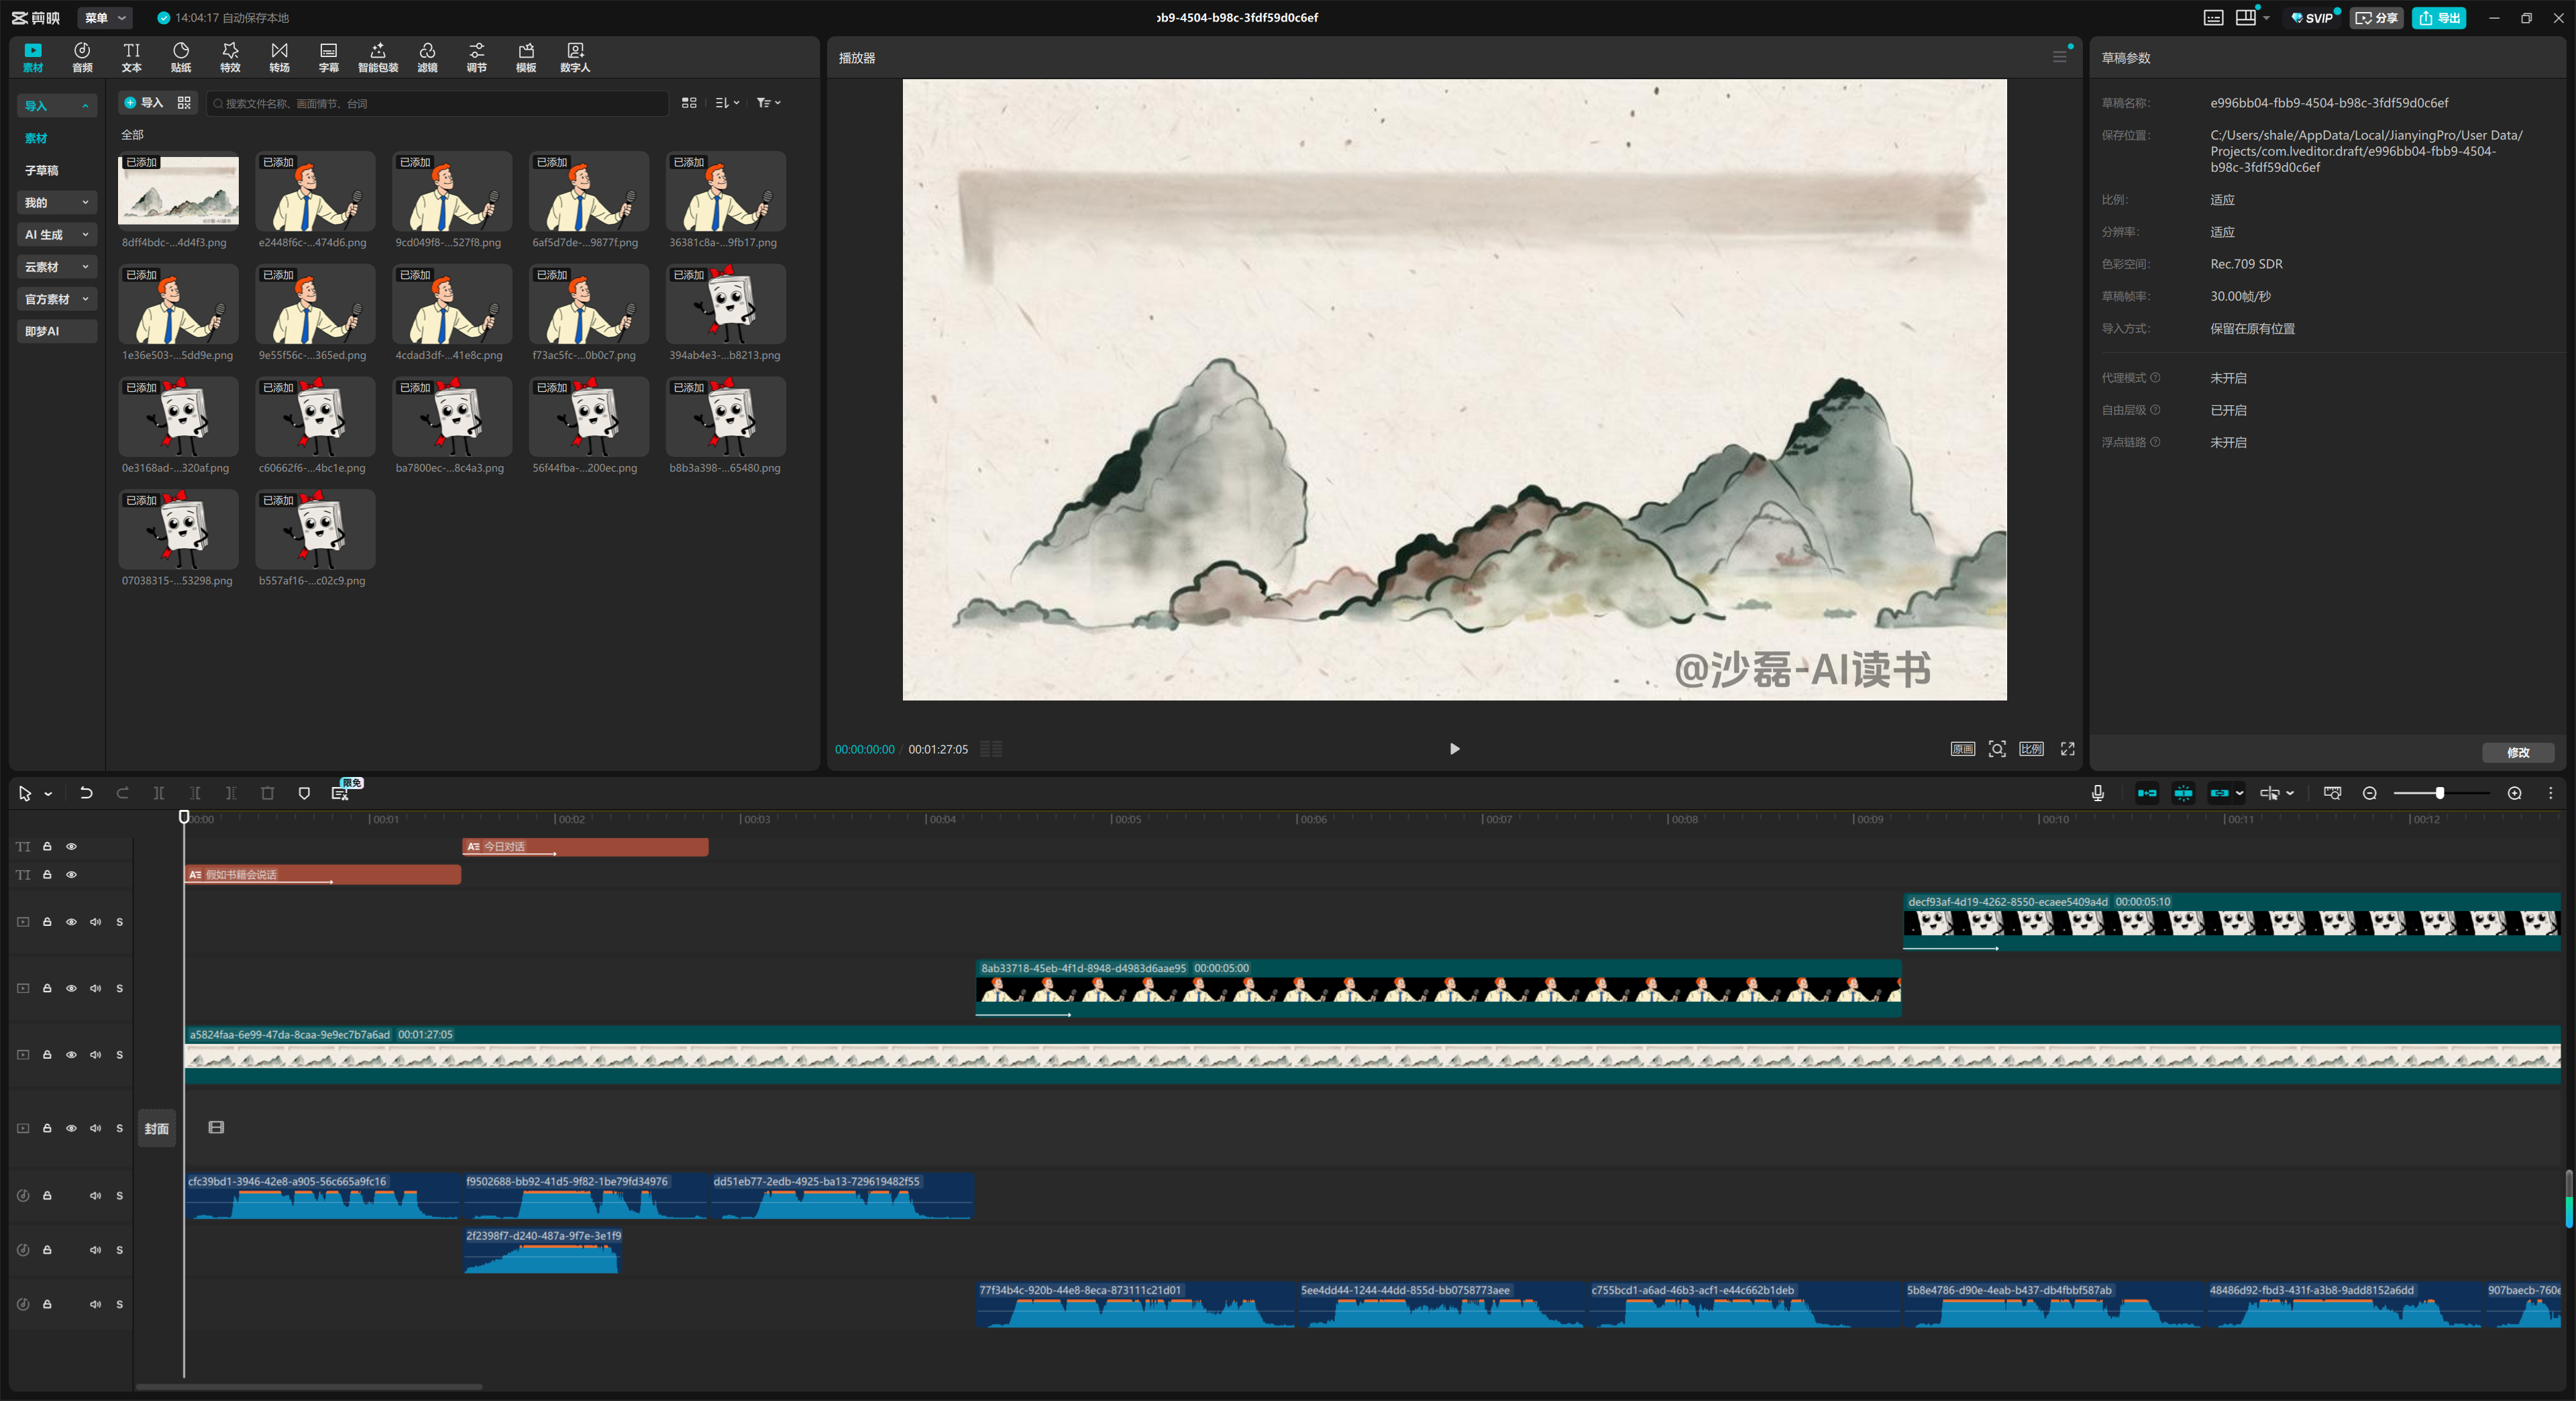 剪映
菜单
14:04:17 自动保存本地
bb9-4504-b98c-3fdf59d0c6ef
SVIP
分享
导出
素材
音频
文本
贴纸
特效
转场
字幕
智能包装
滤镜
调节
模板
数字人
导入
素材
子草稿
我的
AI 生成
云素材
官方素材
即梦AI
导入
搜索文件名称、画面情节、台词
全部
已添加 已添加 已添加 已添加 已添加
@沙磊-AI读书
8dff4bdc-...4d4f3.png e2448f6c-...474d6.png 9cd049f8-...527f8.png 6af5d7de-...9877f.png 36381c8a-...9fb17.png
已添加 已添加 已添加 已添加 已添加
1e36e503-...5dd9e.png 9e55f56c-...365ed.png 4cdad3df-...41e8c.png f73ac5fc-...0b0c7.png 394ab4e3-...b8213.png
已添加 已添加 已添加 已添加 已添加
0e3168ad-...320af.png c60662f6-...4bc1e.png ba7800ec-...8c4a3.png 56f44fba-...200ec.png b8b3a398-...65480.png
已添加 已添加
07038315-...53298.png b557af16-...c02c9.png
播放器
@沙磊-AI读书
00:00:00:00 / 00:01:27:05
原画
比例
草稿参数
草稿名称: e996bb04-fbb9-4504-b98c-3fdf59d0c6ef
保存位置: C:/Users/shale/AppData/Local/JianyingPro/User Data/
Projects/com.lveditor.draft/e996bb04-fbb9-4504-
b98c-3fdf59d0c6ef
比例: 适应
分辨率: 适应
色彩空间: Rec.709 SDR
草稿帧率: 30.00帧/秒
导入方式: 保留在原有位置
代理模式 未开启
自由层级 已开启
浮点链路 未开启
修改
限免
00:00 00:01 00:02 00:03 00:04 00:05 00:06 00:07 00:08 00:09 00:10 00:11 00:12
TI
今日对话
TI
假如书籍会说话
S
decf93af-4d19-4262-8550-ecaee5409a4d 00:00:05:10
S
8ab33718-45eb-4f1d-8948-d4983d6aae95 00:00:05:00
S
a5824faa-6e99-47da-8caa-9e9ec7b7a6ad 00:01:27:05
S
封面
S
cfc39bd1-3946-42e8-a905-56c665a9fc16 f9502688-bb92-41d5-9f82-1be79fd34976 dd51eb77-2edb-4925-ba13-729619482f55
S
2f2398f7-d240-487a-9f7e-3e1f9
S
77f34b4c-920b-44e8-8eca-873111c21d01 5ee4dd44-1244-44dd-855d-bb0758773aee c755bcd1-a6ad-46b3-acf1-e44c662b1deb 5b8e4786-d90e-4eab-b437-db4fbbf587ab 48486d92-fbd3-431f-a3b8-9add8152a6dd 907baecb-760e